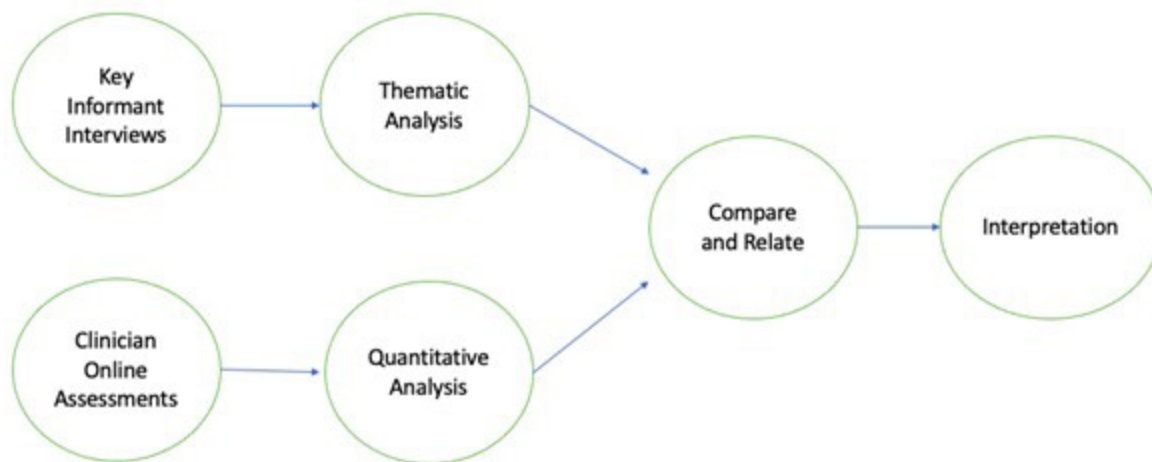 Key
Informant
Interviews
Thematic
Analysis
Compare
and Relate
Interpretation
Clinician
Online
Assessments
Quantitative
Analysis